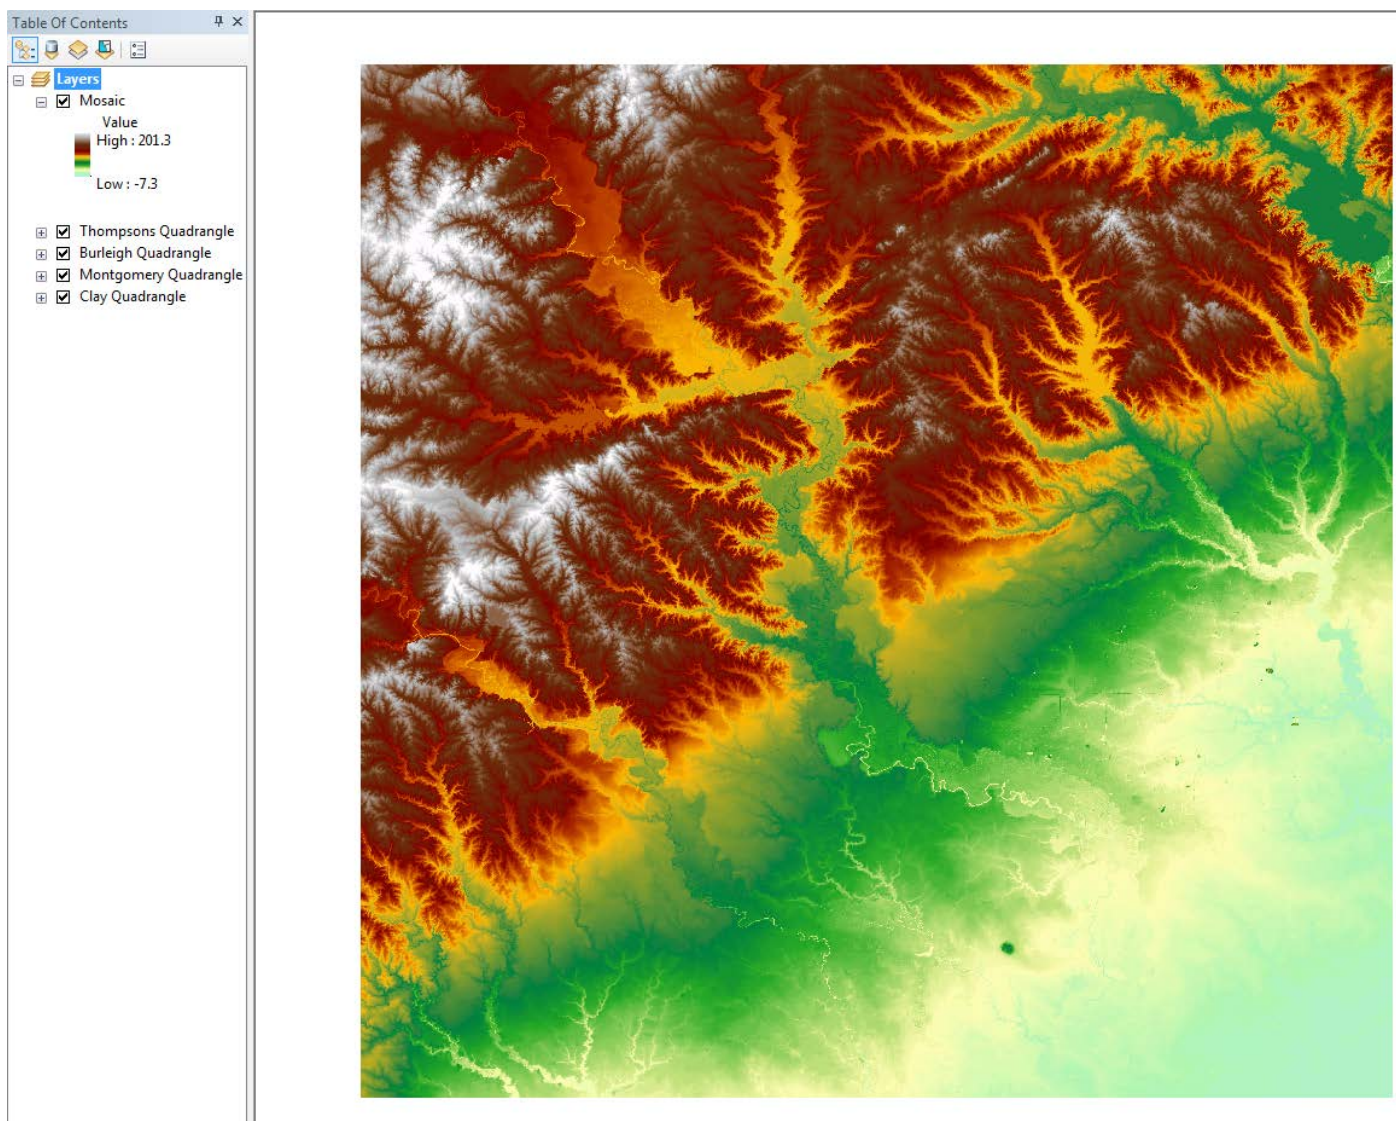 Table Of Contents
Layers
Mosaic
Value
High : 201.3
Low : -7.3
Thompsons Quadrangle
Burleigh Quadrangle
Montgomery Quadrangle
Clay Quadrangle